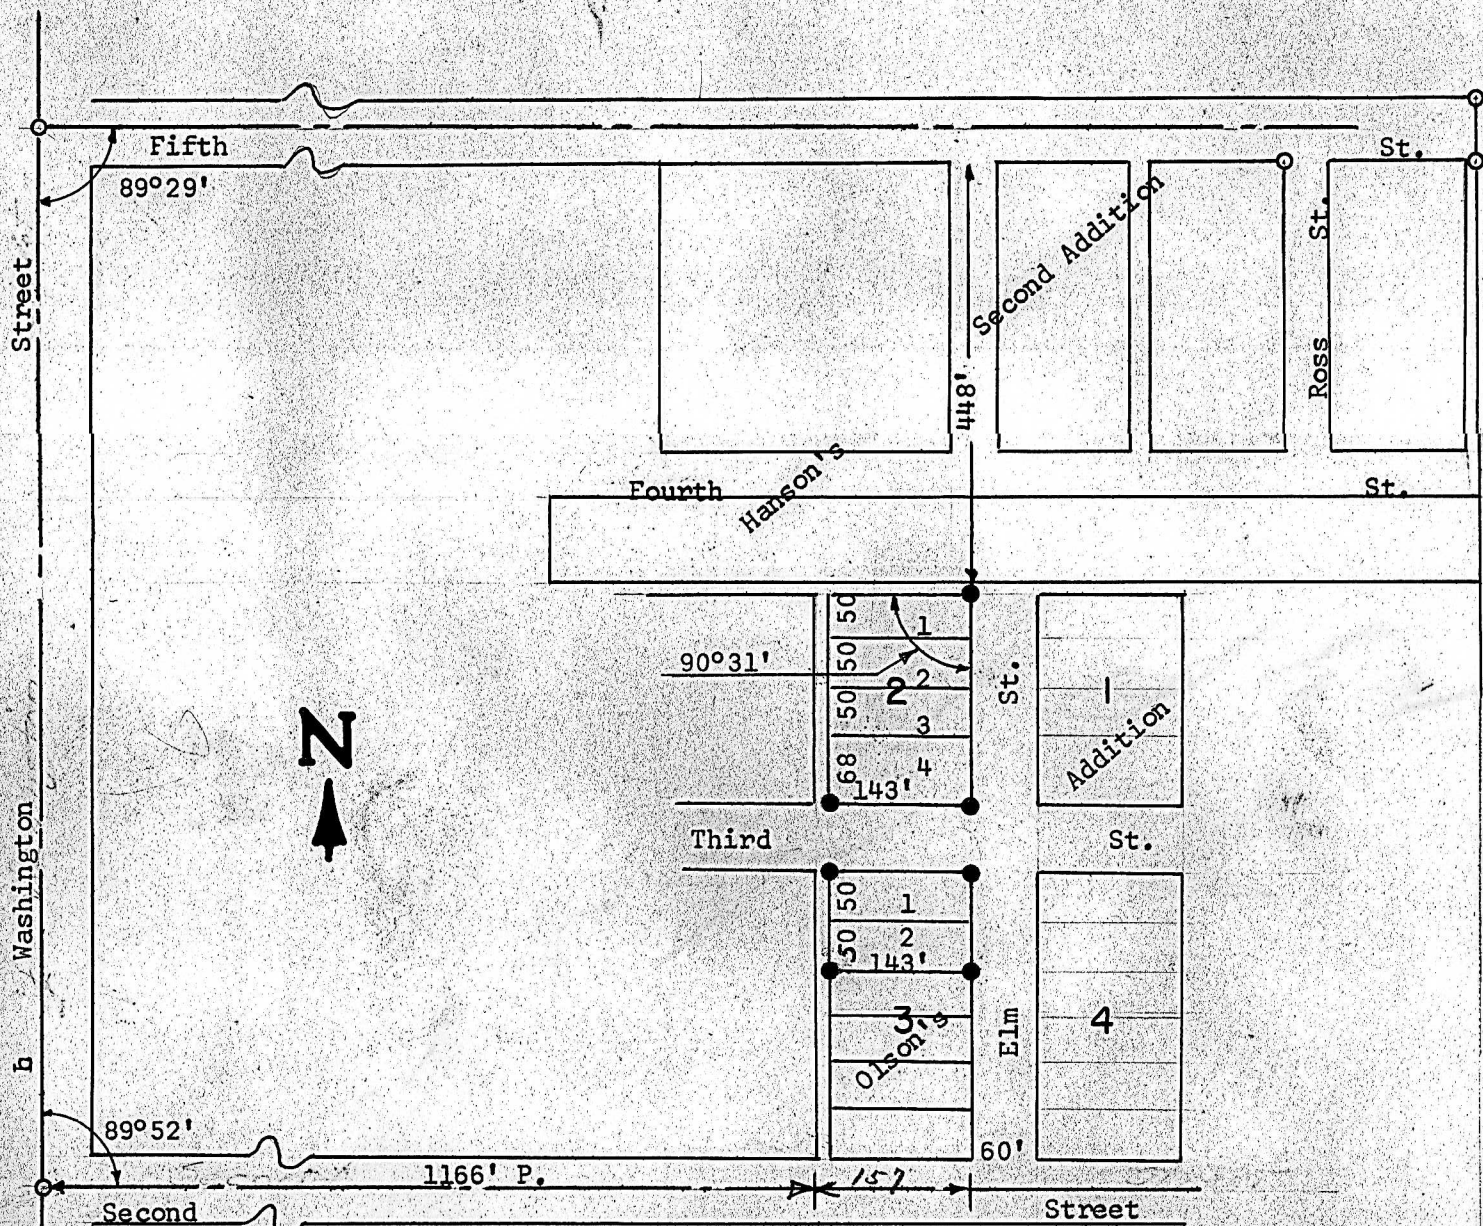 Fifth
St.
89°29'
Street
Second Addition
Ross St.
448'
Hanson's
Fourth
St.
50
1
90°31'
50
2
2
50
3
68
4
143'
St.
1
Addition
N
Third
St.
50
1
50
2
143'
3
Olson's
Elm
4
b Washington
89°52'
60'
1166' P.
157
Second
Street